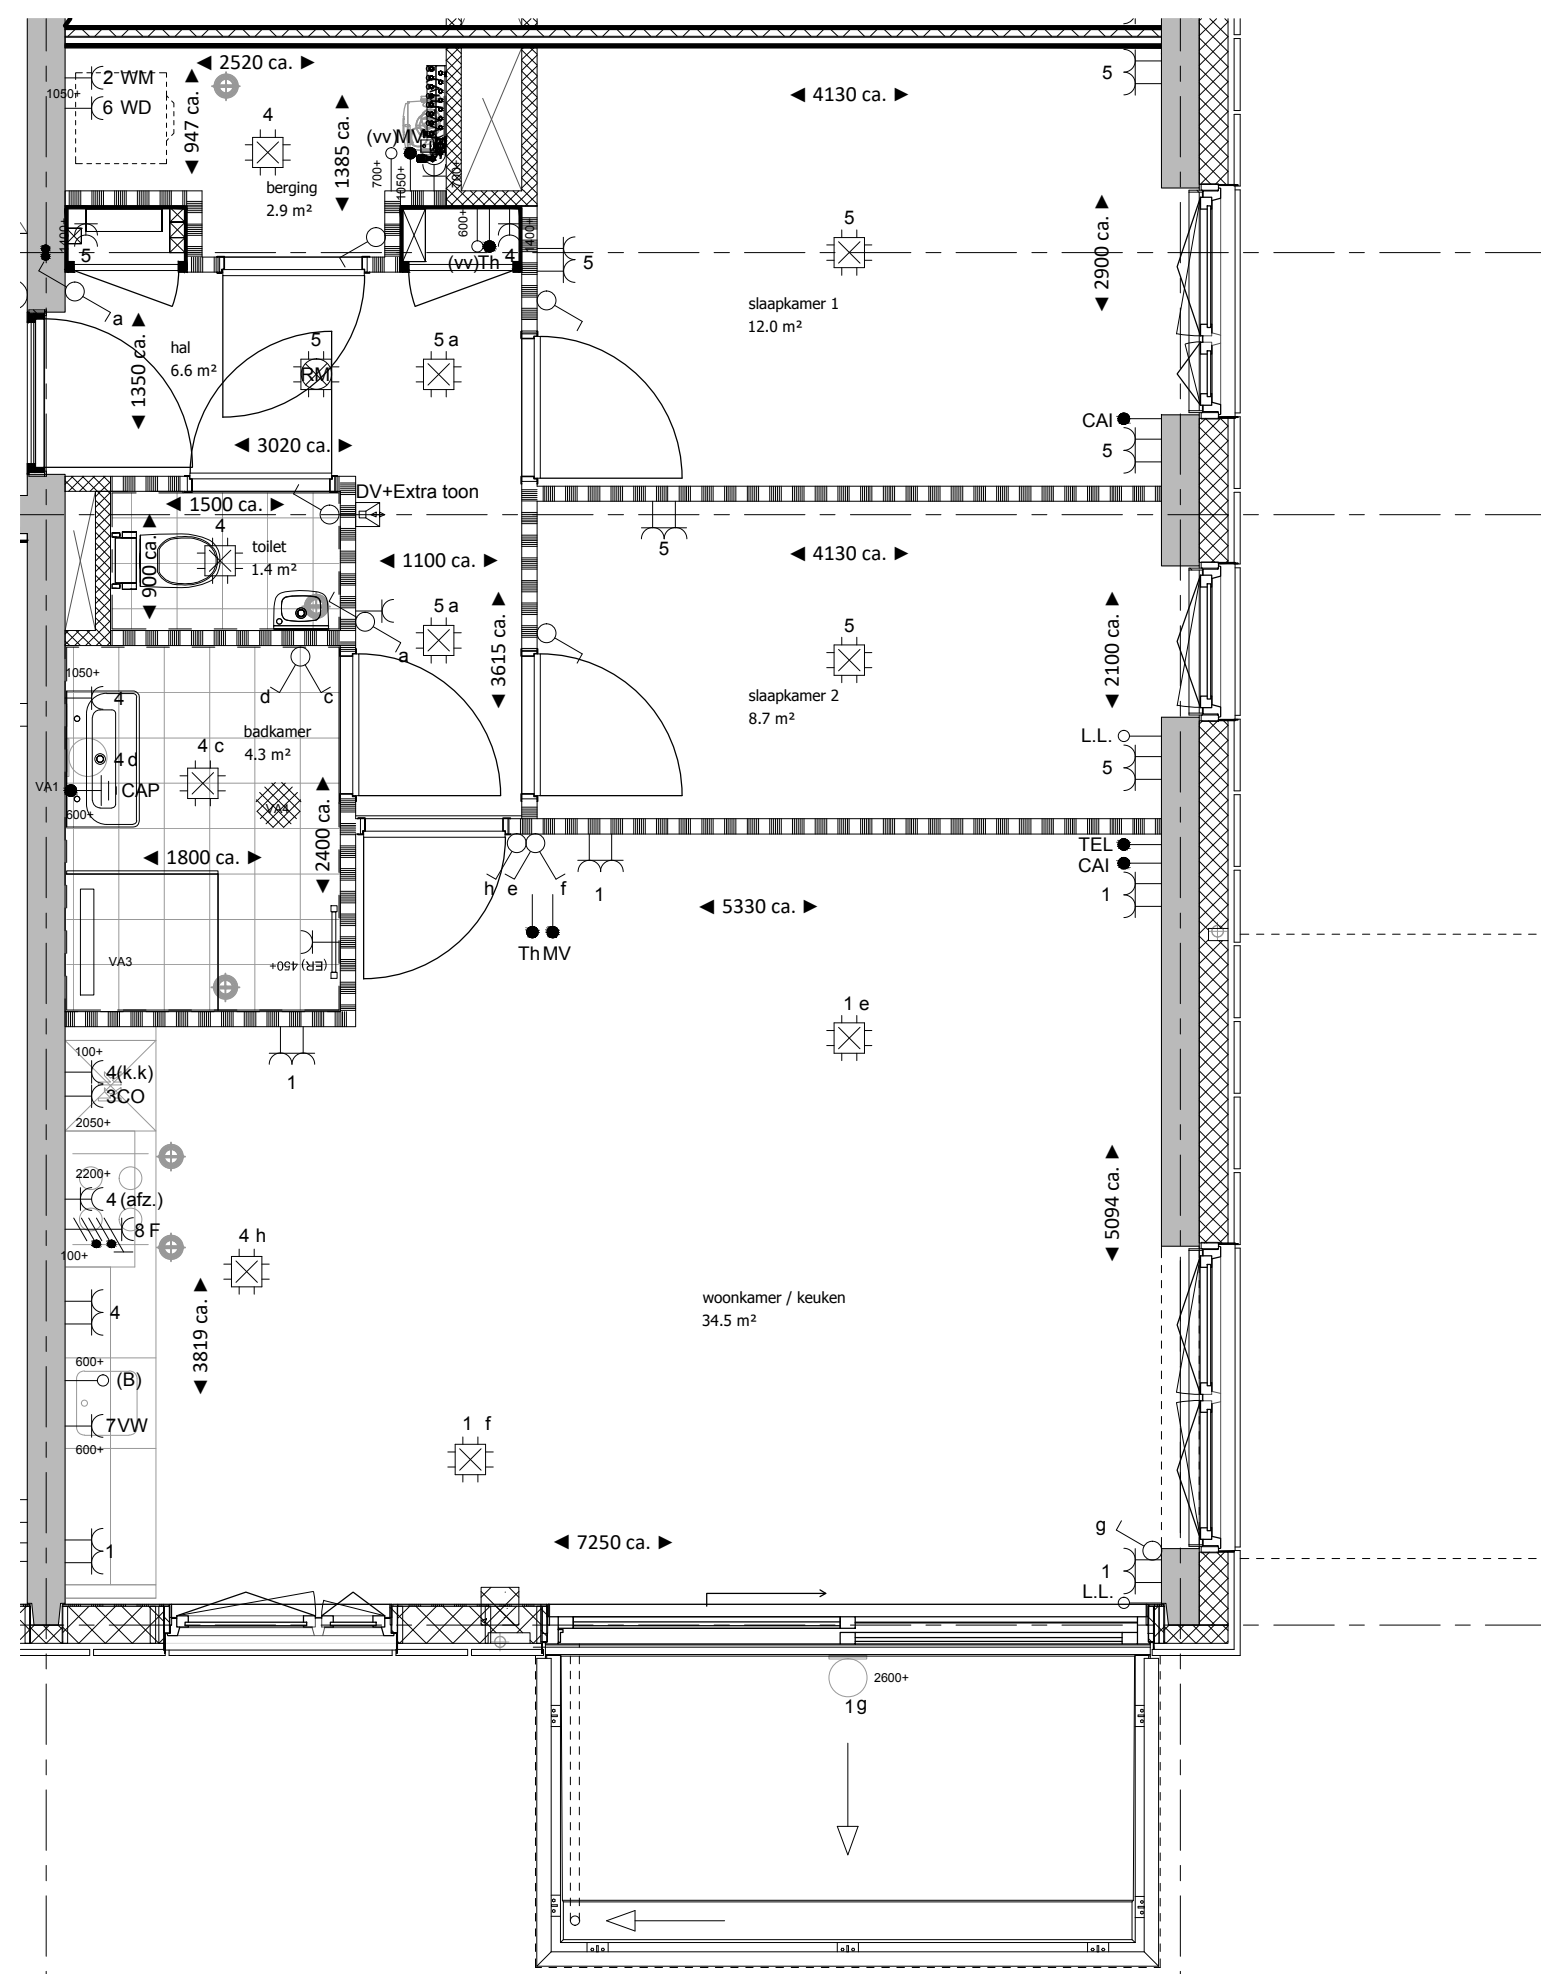 ◄ 2520 ca. ►
2 WM
1050+
6 WD
◄ 947 ca. ►
4
◄ 1385 ca. ►
(vv)MV
700+
1050+
berging
2.9 m²
◄ 4130 ca. ►
5
5
slaapkamer 1
12.0 m²
◄ 2900 ca. ►
1400+
5
600+
1400+
(vv)Th
4
5
a
◄ 1350 ca. ►
hal
6.6 m²
5
RM
5 a
◄ 3020 ca. ►
CAI
5
◄ 1500 ca. ►
DV+Extra toon
4
toilet
1.4 m²
◄ 900 ca. ►
◄ 1100 ca. ►
5
◄ 4130 ca. ►
5 a
a
◄ 3615 ca. ►
5
slaapkamer 2
8.7 m²
◄ 2100 ca. ►
L.L.
5
1050+
4
d
c
badkamer
4.3 m²
4 c
4 d
VA1
CAP
600+
VA4
◄ 2400 ca. ►
◄ 1800 ca. ►
VA3
(ER) 450+
h
e
f
1
Th
MV
TEL
CAI
1
◄ 5330 ca. ►
1 e
1
100+
4(k.k)
3CO
2050+
2200+
4 (afz.)
8 F
100+
4 h
4
◄ 3819 ca. ►
600+
(B)
7VW
600+
1
woonkamer / keuken
34.5 m²
◄ 5094 ca. ►
1 f
◄ 7250 ca. ►
g
1
L.L.
2600+
1 g